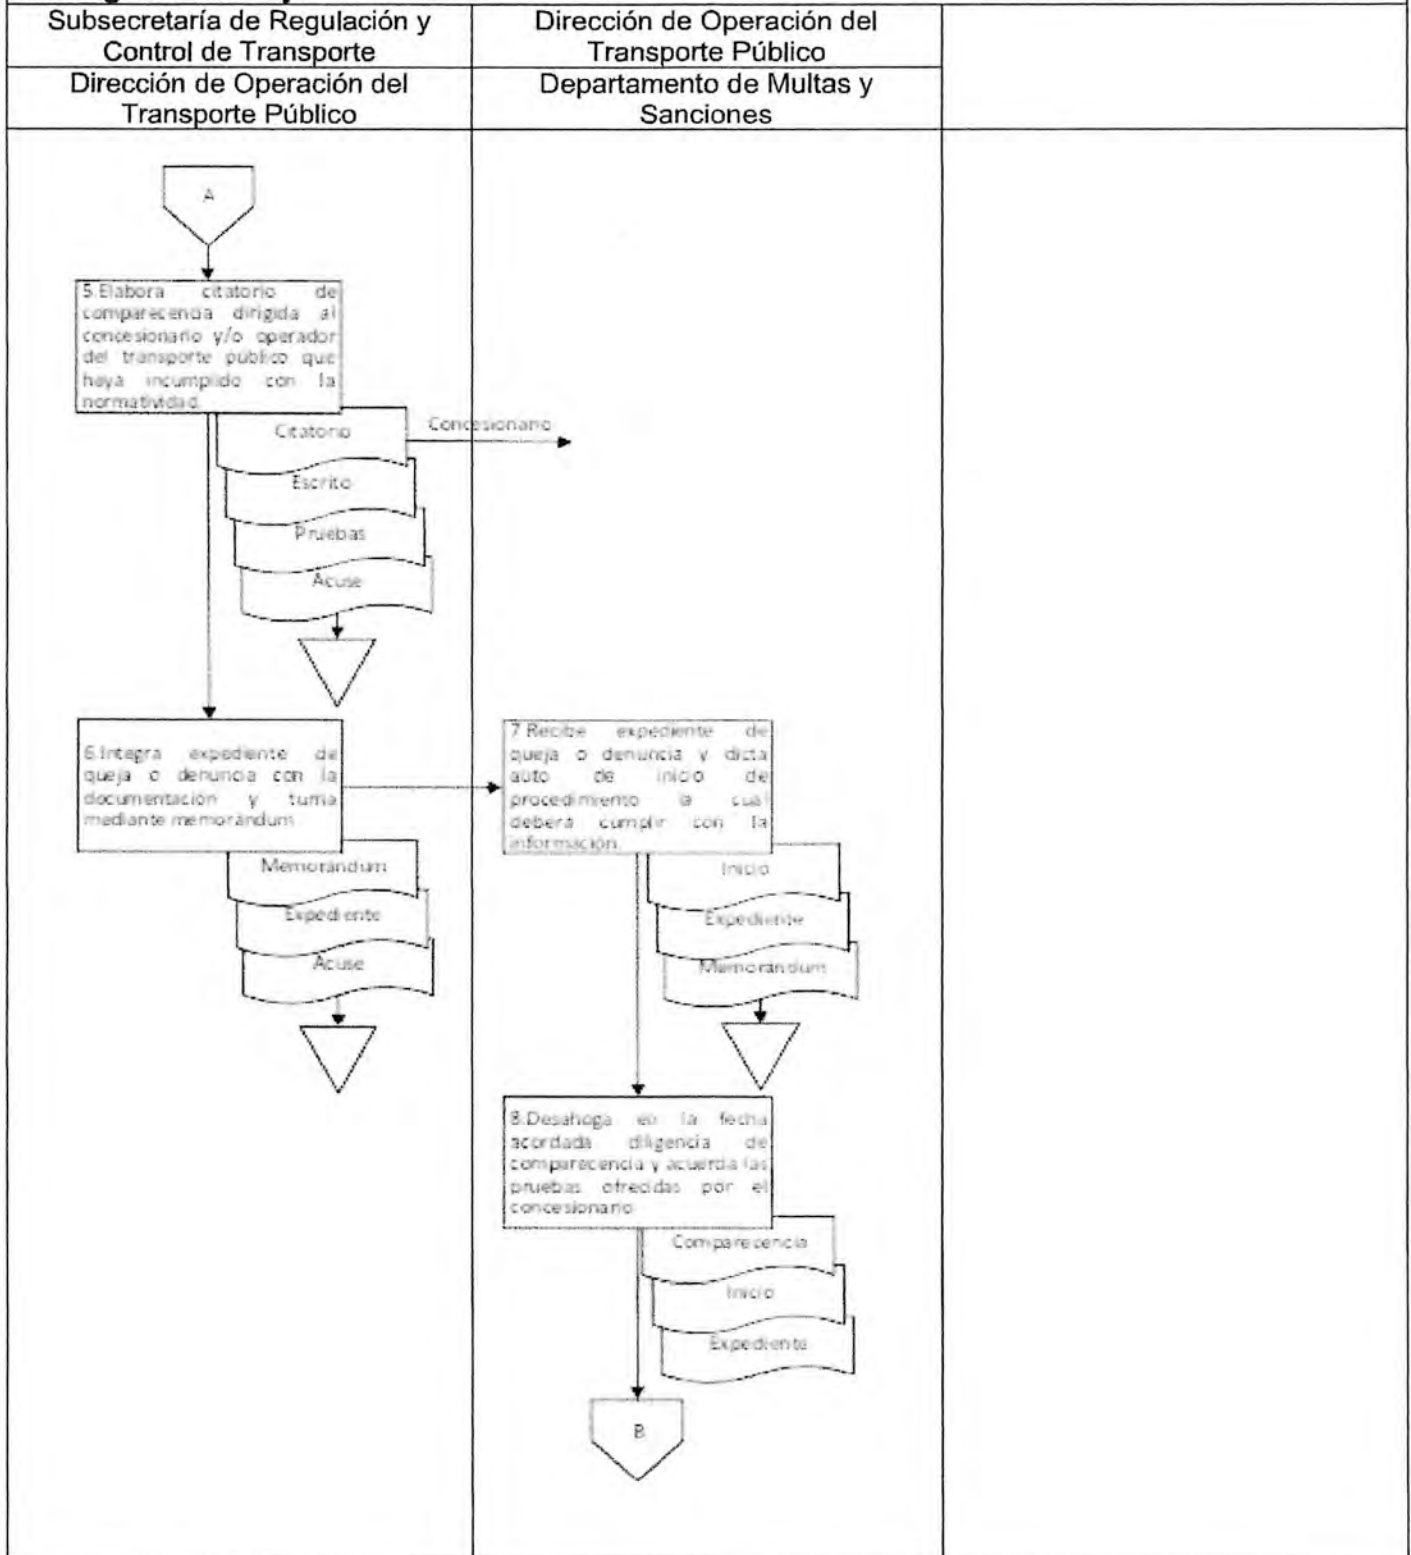 Subsecretaría de Regulación y
Control de Transporte
Dirección de Operación del
Transporte Público
Dirección de Operación del
Transporte Público
Departamento de Multas y
Sanciones
A
5.Elabora citatorio de
comparecencia dirigida al
concesionario y/o operador
del transporte público que
haya incumplido con la
normatividad.
Citatorio
Concesionario
Escrito
Pruebas
Acuse
6.Integra expediente de
queja o denuncia con la
documentación y turna
mediante memorándum
Memorándum
Expediente
Acuse
7.Recibe expediente de
queja o denuncia y dicta
auto de inicio de
procedimiento la cual
deberá cumplir con la
información.
Inicio
Expediente
Memorándum
8.Desahoga en la fecha
acordada diligencia de
comparecencia y acuerda las
pruebas ofrecidas por el
concesionario
Comparecencia
Inicio
Expediente
B